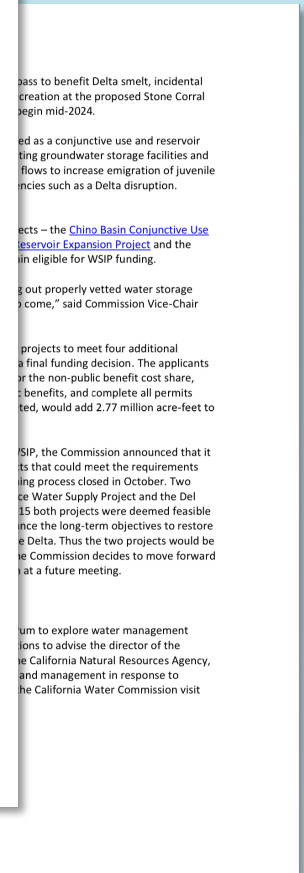 pass to benefit Delta smelt, incidental
creation at the proposed Stone Corral
begin mid-2024.
ed as a conjunctive use and reservoir
ting groundwater storage facilities and
flows to increase emigration of juvenile
encies such as a Delta disruption.
ects – the Chino Basin Conjunctive Use
Reservoir Expansion Project and the
in eligible for WSIP funding.
g out properly vetted water storage
come,” said Commission Vice-Chair
projects to meet four additional
a final funding decision. The applicants
or the non-public benefit cost share,
benefits, and complete all permits
ted, would add 2.77 million acre-feet to
WSIP, the Commission announced that it
ts that could meet the requirements
ing process closed in October. Two
ce Water Supply Project and the Del
15 both projects were deemed feasible
nce the long-term objectives to restore
e Delta. Thus the two projects would be
he Commission decides to move forward
at a future meeting.
rum to explore water management
ions to advise the director of the
he California Natural Resources Agency,
and management in response to
the California Water Commission visit